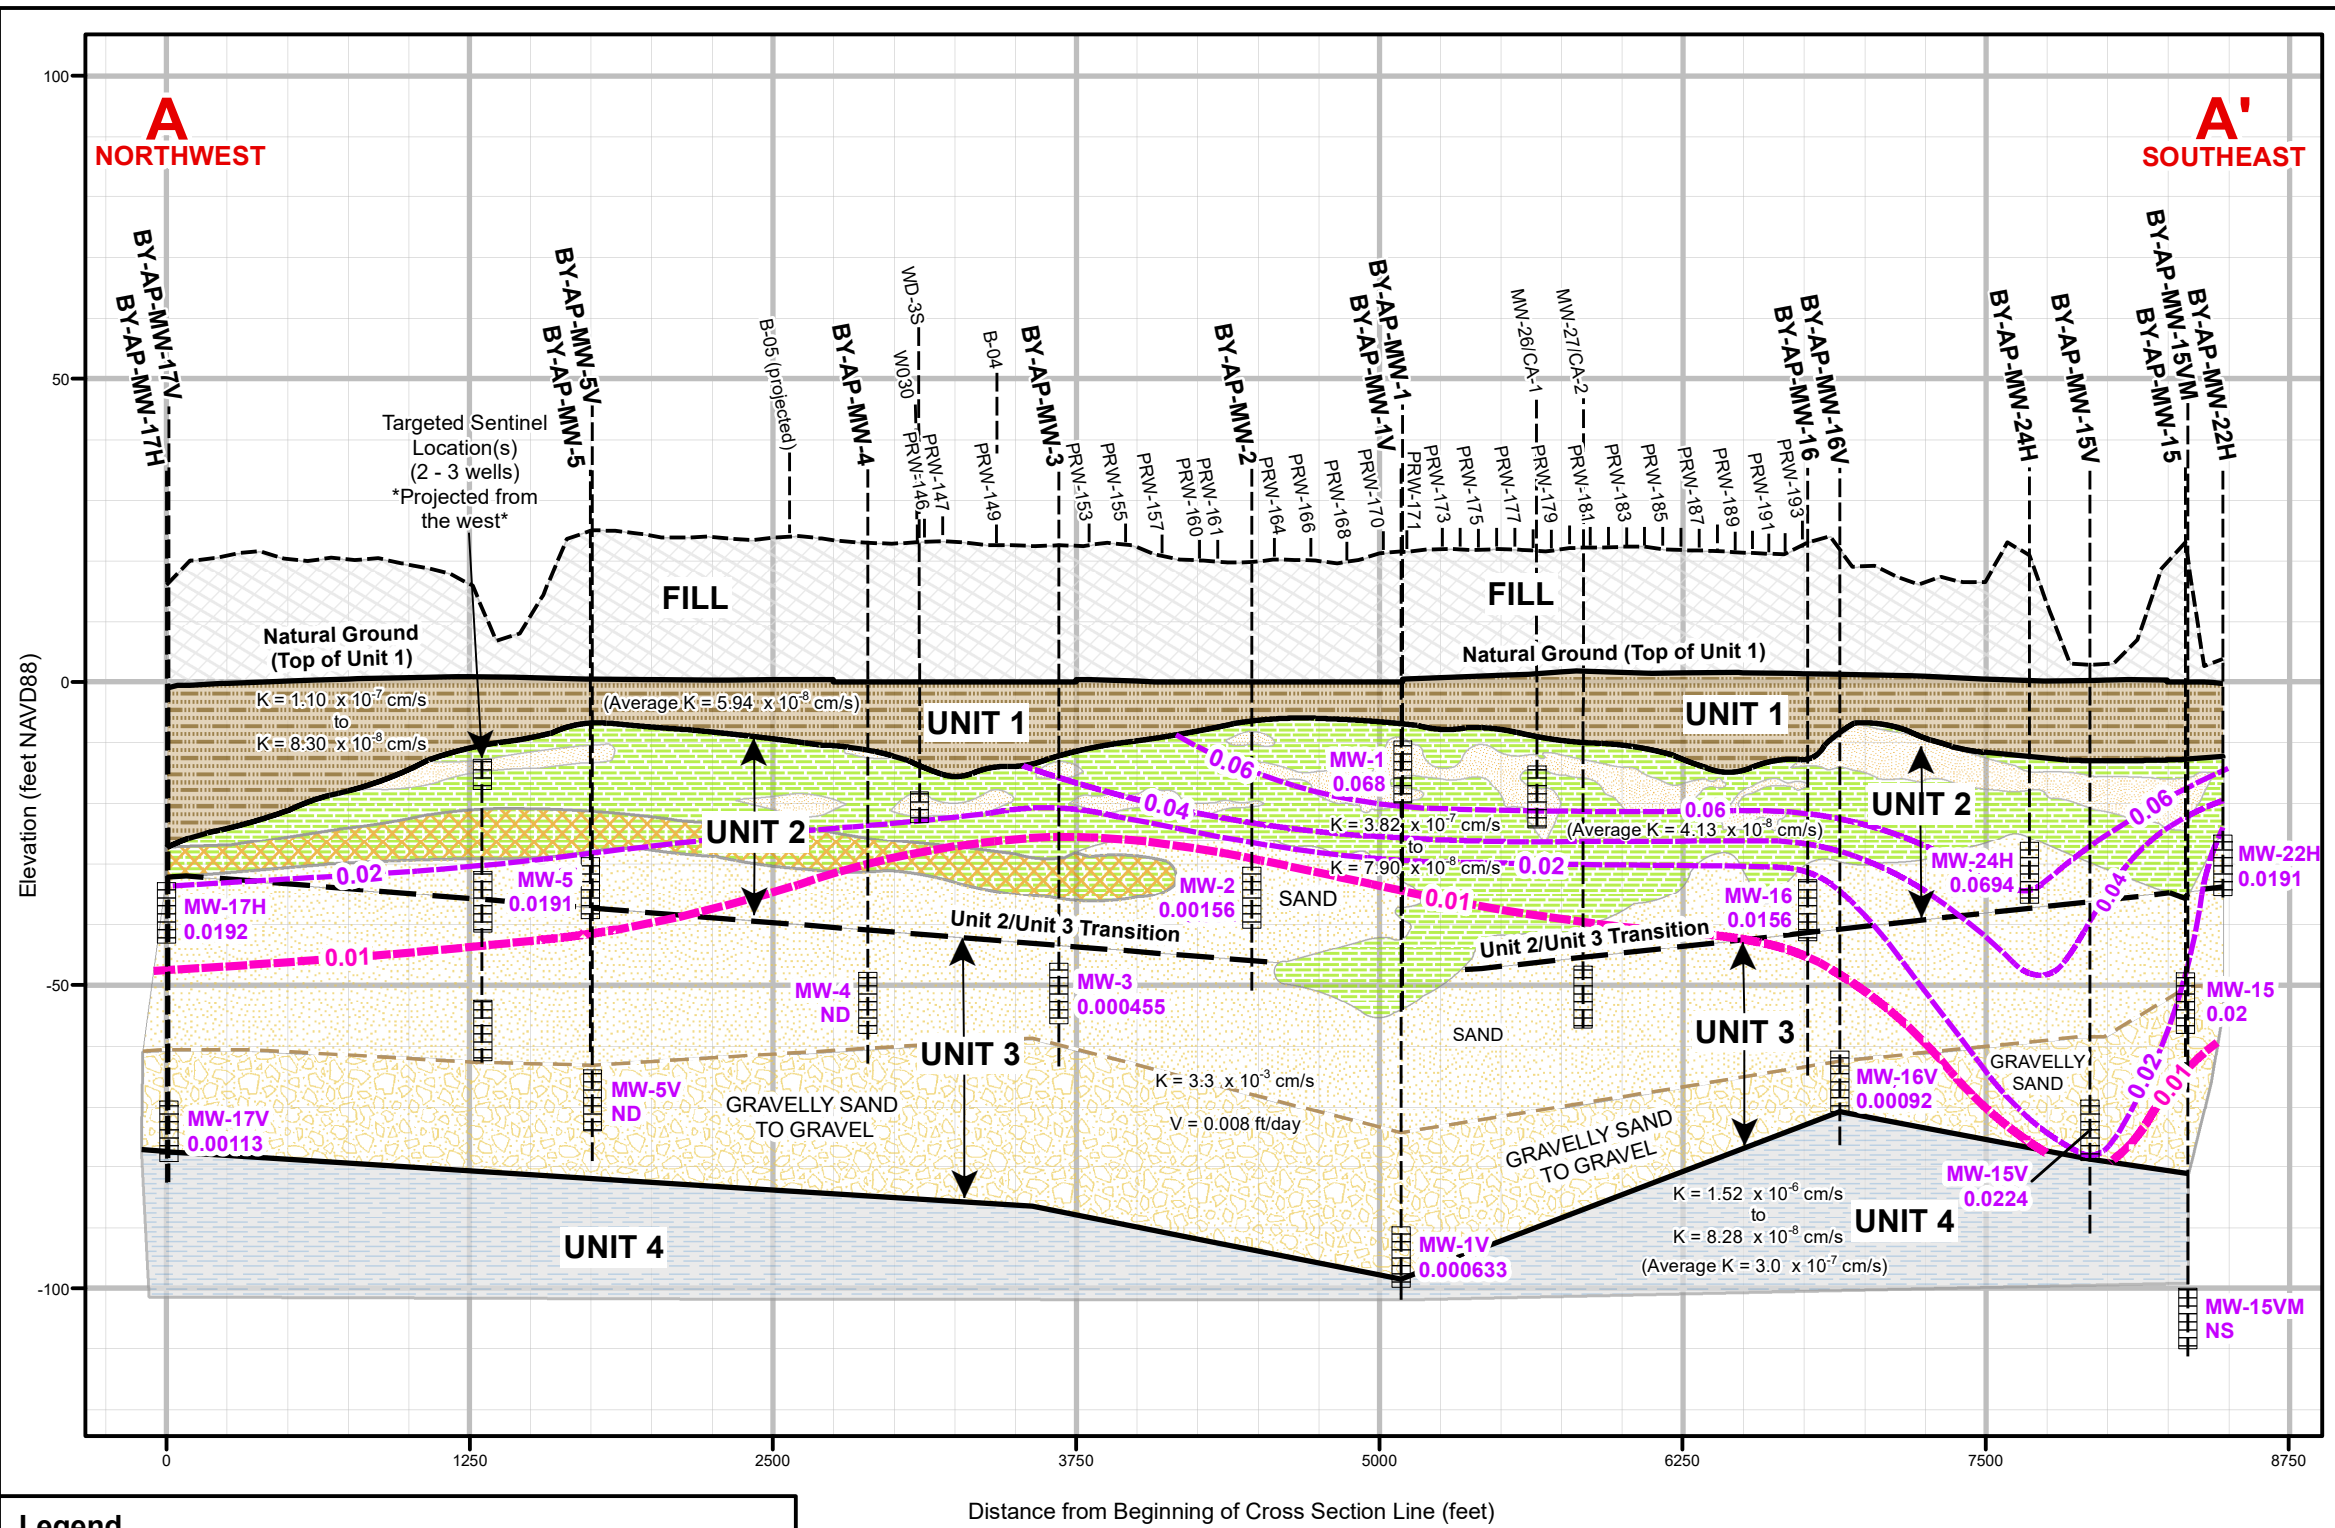 100
50
0
-50
-100
Elevation (feet NAVD88)
A
NORTHWEST
A'
SOUTHEAST
BY-AP-MW-17V
BY-AP-MW-17H
Targeted Sentinel
Location(s)
(2 - 3 wells)
*Projected from
the west*
BY-AP-MW-5V
BY-AP-MW-5
B-05 (projected)
BY-AP-MW-4
WD-3S
W030
PRW-146
PRW-147
B-04
PRW-149
BY-AP-MW-3
PRW-153
PRW-155
PRW-157
PRW-160
PRW-161
BY-AP-MW-2
PRW-164
PRW-166
PRW-168
PRW-170
BY-AP-MW-1
BY-AP-MW-1V
PRW-171
PRW-173
PRW-175
PRW-177
MW-26/CA-1
PRW-179
MW-27/CA-2
PRW-181
PRW-183
PRW-185
PRW-187
PRW-189
PRW-191
PRW-193
BY-AP-MW-16
BY-AP-MW-16V
BY-AP-MW-24H
BY-AP-MW-15V
BY-AP-MW-15VM
BY-AP-MW-15
BY-AP-MW-22H
FILL
FILL
Natural Ground
(Top of Unit 1)
Natural Ground (Top of Unit 1)
K = 1.10 x 10-7 cm/s
to
K = 8.30 x 10-8 cm/s
(Average K = 5.94 x 10-8 cm/s)
UNIT 1
UNIT 1
0.06
0.04
MW-1
0.068
0.06
UNIT 2
UNIT 2
0.06
K = 3.82 x 10-7 cm/s
to
K = 7.90 x 10-8 cm/s
(Average K = 4.13 x 10-8 cm/s)
0.02
0.02
MW-5
0.0191
MW-17H
0.0192
MW-2
0.00156
SAND
0.01
MW-16
0.0156
MW-24H
0.0694
0.04
MW-22H
0.0191
Unit 2/Unit 3 Transition
Unit 2/Unit 3 Transition
0.01
MW-4
ND
MW-3
0.000455
SAND
MW-15
0.02
UNIT 3
UNIT 3
GRAVELLY
SAND
MW-5V
ND
MW-17V
0.00113
GRAVELLY SAND
TO GRAVEL
K = 3.3 x 10-3 cm/s
V = 0.008 ft/day
MW-16V
0.00092
0.02
0.01
GRAVELLY SAND
TO GRAVEL
MW-15V
0.0224
K = 1.52 x 10-6 cm/s
to
K = 8.28 x 10-8 cm/s
(Average K = 3.0 x 10-7 cm/s)
UNIT 4
UNIT 4
MW-1V
0.000633
MW-15VM
NS
0
1250
2500
3750
5000
6250
7500
8750
Distance from Beginning of Cross Section Line (feet)
Legend